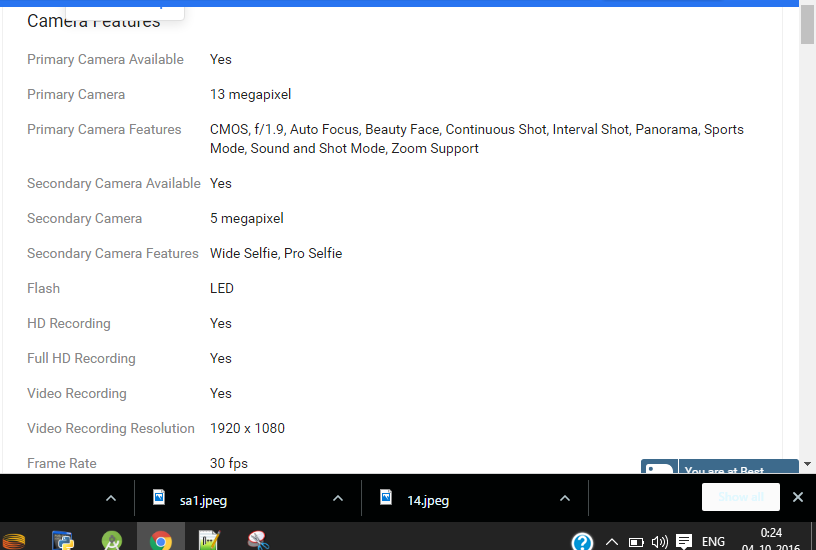 Camera Features
Primary Camera Available Yes
Primary Camera 13 megapixel
Primary Camera Features CMOS, f/1.9, Auto Focus, Beauty Face, Continuous Shot, Interval Shot, Panorama, Sports
Mode, Sound and Shot Mode, Zoom Support
Secondary Camera Available Yes
Secondary Camera 5 megapixel
Secondary Camera Features Wide Selfie, Pro Selfie
Flash LED
HD Recording Yes
Full HD Recording Yes
Video Recording Yes
Video Recording Resolution 1920 x 1080
Frame Rate 30 fps
You are at Best
sa1.jpeg 14.jpeg Show all
ENG 0:24
04-10-2016